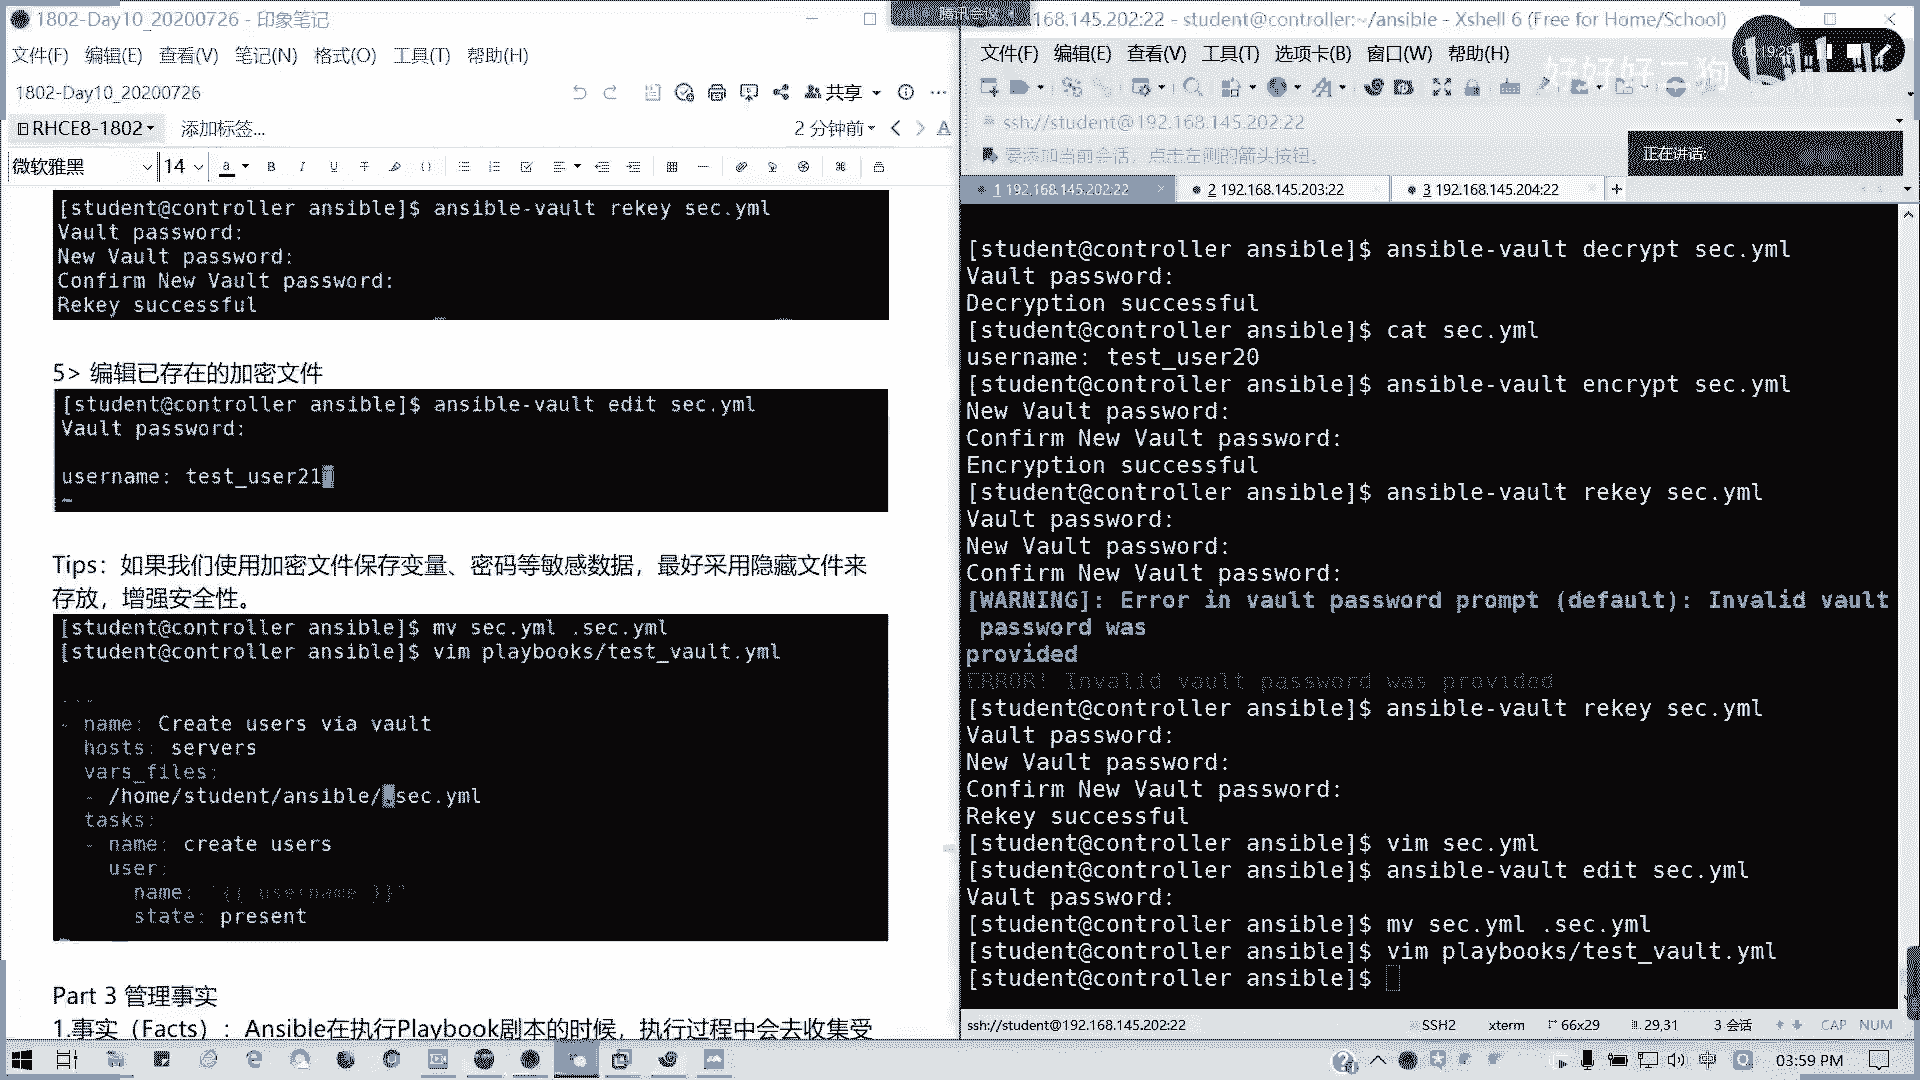 1802-Day10_20200726 - 印象笔记
文件(F) 编辑(E) 查看(V) 笔记(N) 格式(O) 工具(T) 帮助(H)
1802-Day10_20200726
共享
RHCE8-1802 添加标签...
2 分钟前
微软雅黑 14
[student@controller ansible]$ ansible-vault rekey sec.yml
Vault password:
New Vault password:
Confirm New Vault password:
Rekey successful
5> 编辑已存在的加密文件
[student@controller ansible]$ ansible-vault edit sec.yml
Vault password:
username: test_user21
~
Tips：如果我们使用加密文件保存变量、密码等敏感数据，最好采用隐藏文件来
存放，增强安全性。
[student@controller ansible]$ mv sec.yml .sec.yml
[student@controller ansible]$ vim playbooks/test_vault.yml
---
- name: Create users via vault
hosts: servers
vars_files:
- /home/student/ansible/.sec.yml
tasks:
- name: create users
user:
name: "{{ username }}"
state: present
Part 3 管理事实
1.事实（Facts）：Ansible在执行Playbook剧本的时候，执行过程中会去收集受
腾讯会议
168.145.202:22 - student@controller:~/ansible - Xshell 6 (Free for Home/School)
文件(F) 编辑(E) 查看(V) 工具(T) 选项卡(B) 窗口(W) 帮助(H)
好好好二狗
ssh://student@192.168.145.202:22
要添加当前会话，点击左侧的箭头按钮。
正在讲话:
1 192.168.145.202:22 2 192.168.145.203:22 3 192.168.145.204:22
[student@controller ansible]$ ansible-vault decrypt sec.yml
Vault password:
Decryption successful
[student@controller ansible]$ cat sec.yml
username: test_user20
[student@controller ansible]$ ansible-vault encrypt sec.yml
New Vault password:
Confirm New Vault password:
Encryption successful
[student@controller ansible]$ ansible-vault rekey sec.yml
Vault password:
New Vault password:
Confirm New Vault password:
[WARNING]: Error in vault password prompt (default): Invalid vault
password was
provided
ERROR! Invalid vault password was provided
[student@controller ansible]$ ansible-vault rekey sec.yml
Vault password:
New Vault password:
Confirm New Vault password:
Rekey successful
[student@controller ansible]$ vim sec.yml
[student@controller ansible]$ ansible-vault edit sec.yml
Vault password:
[student@controller ansible]$ mv sec.yml .sec.yml
[student@controller ansible]$ vim playbooks/test_vault.yml
[student@controller ansible]$
ssh://student@192.168.145.202:22 SSH2 xterm 66x29 29,31 3 会话 CAP NUM
中 03:59 PM